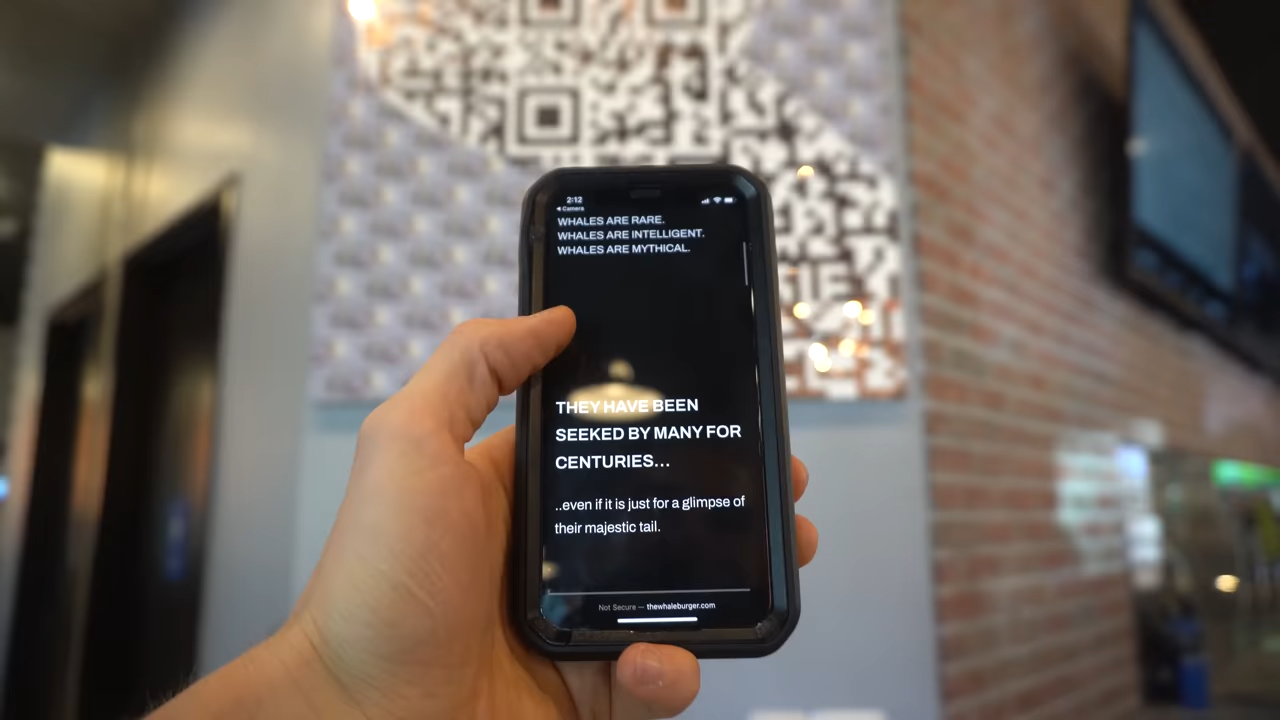 2:12
◀ Camera
WHALES ARE RARE.
WHALES ARE INTELLIGENT.
WHALES ARE MYTHICAL.
THEY HAVE BEEN
SEEKED BY MANY FOR
CENTURIES...
..even if it is just for a glimpse of
their majestic tail.
Not Secure — thewhaleburger.com